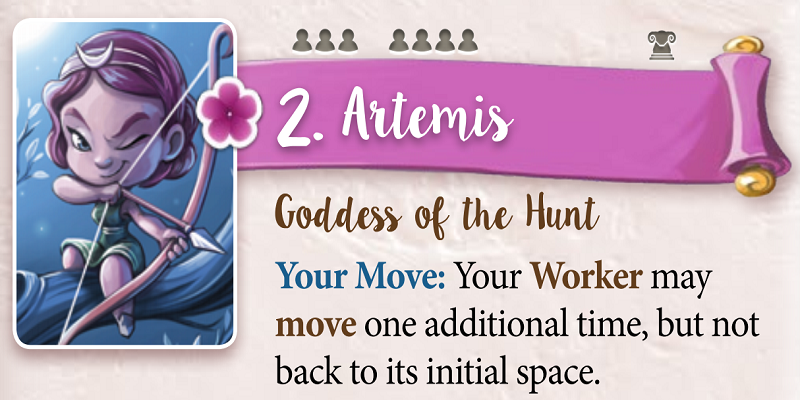 2. Artemis
Goddess of the Hunt
Your Move: Your Worker may
move one additional time, but not
back to its initial space.